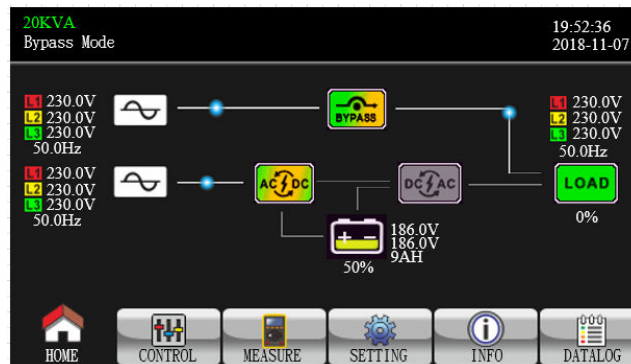 20KVA
Bypass Mode
19:52:36
2018-11-07
L1 230.0V
L2 230.0V
L3 230.0V
50.0Hz
BYPASS
L1 230.0V
L2 230.0V
L3 230.0V
50.0Hz
L1 230.0V
L2 230.0V
L3 230.0V
50.0Hz
AC DC
DC AC
LOAD
0%
186.0V
186.0V
9AH
50%
HOME
CONTROL
MEASURE
SETTING
INFO
DATALOG